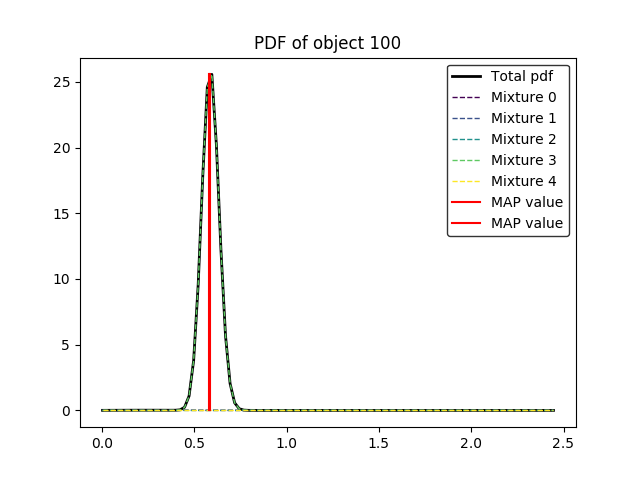 PDF of object 100
25
20
15
10
5
0
0.0 0.5 1.0 1.5 2.0 2.5
Total pdf
Mixture 0
Mixture 1
Mixture 2
Mixture 3
Mixture 4
MAP value
MAP value